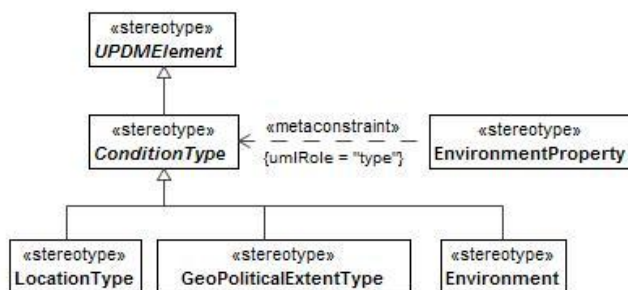 «stereotype»
UPDMElement
«stereotype»
ConditionType
«metaconstraint»
{umlRole = "type"}
«stereotype»
EnvironmentProperty
«stereotype»
LocationType
«stereotype»
GeoPoliticalExtentType
«stereotype»
Environment